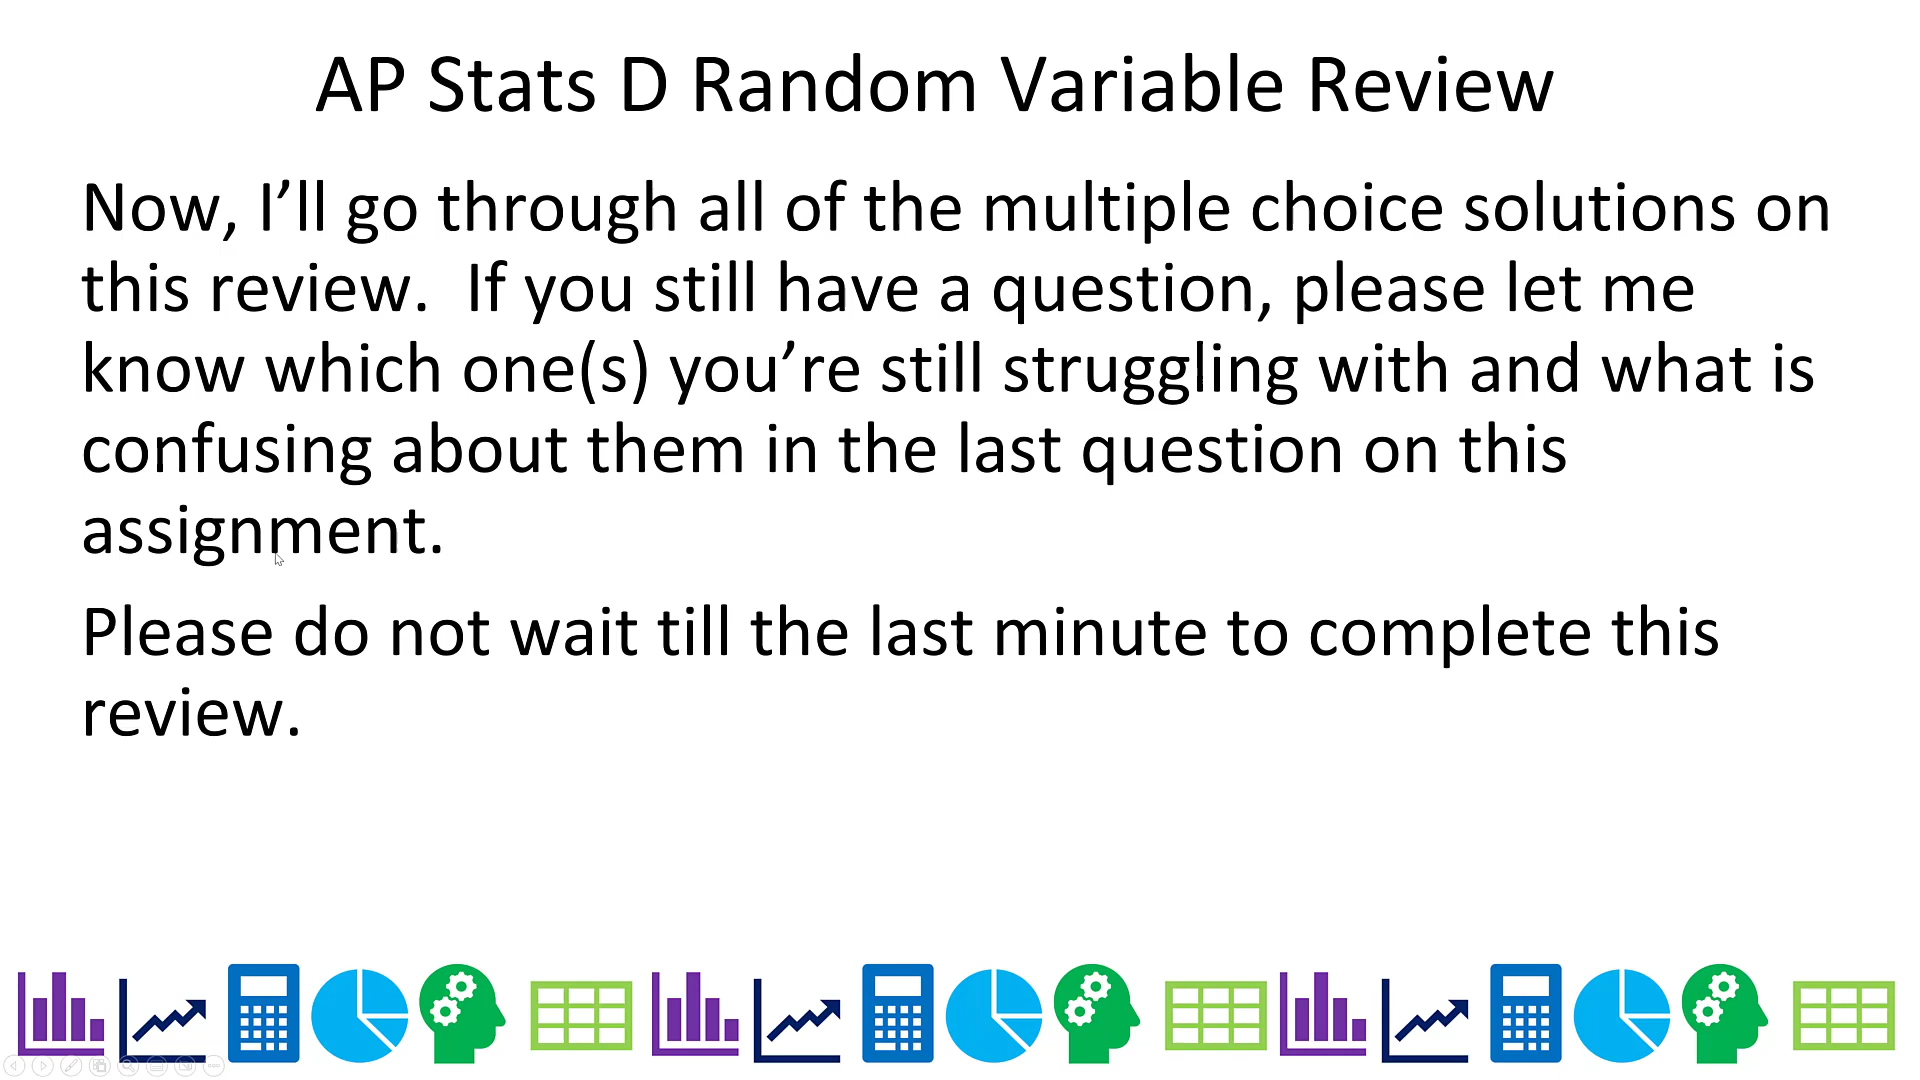 AP Stats D Random Variable Review
Now, I’ll go through all of the multiple choice solutions on
this review.  If you still have a question, please let me
know which one(s) you’re still struggling with and what is
confusing about them in the last question on this
assignment.
Please do not wait till the last minute to complete this
review.